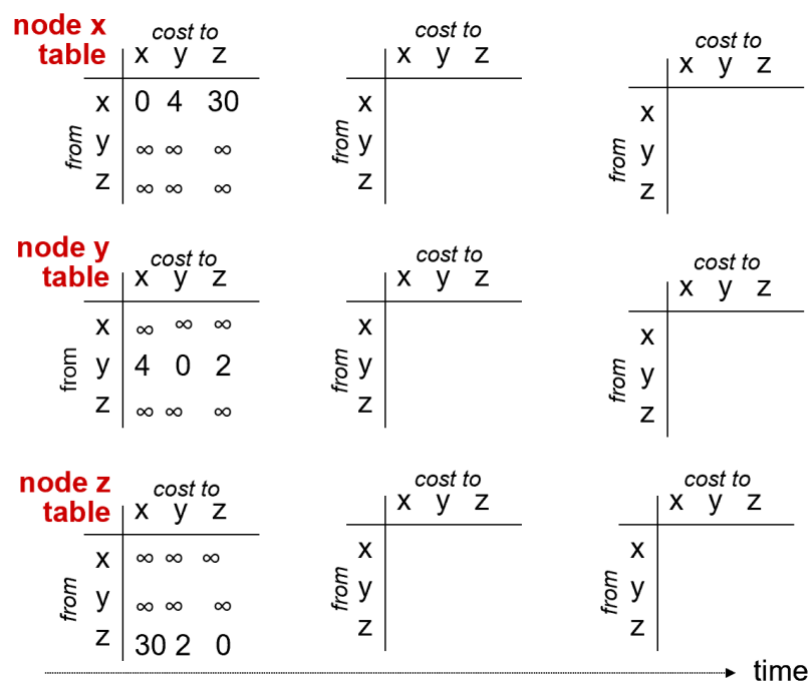 node x table
cost to
x y z
from
x 0 4 30
y ∞ ∞ ∞
z ∞ ∞ ∞
cost to
x y z
from
x
y
z
cost to
x y z
from
x
y
z
node y table
cost to
x y z
from
x ∞ ∞ ∞
y 4 0 2
z ∞ ∞ ∞
cost to
x y z
from
x
y
z
cost to
x y z
from
x
y
z
node z table
cost to
x y z
from
x ∞ ∞ ∞
y ∞ ∞ ∞
z 30 2 0
cost to
x y z
from
x
y
z
cost to
x y z
from
x
y
z
time